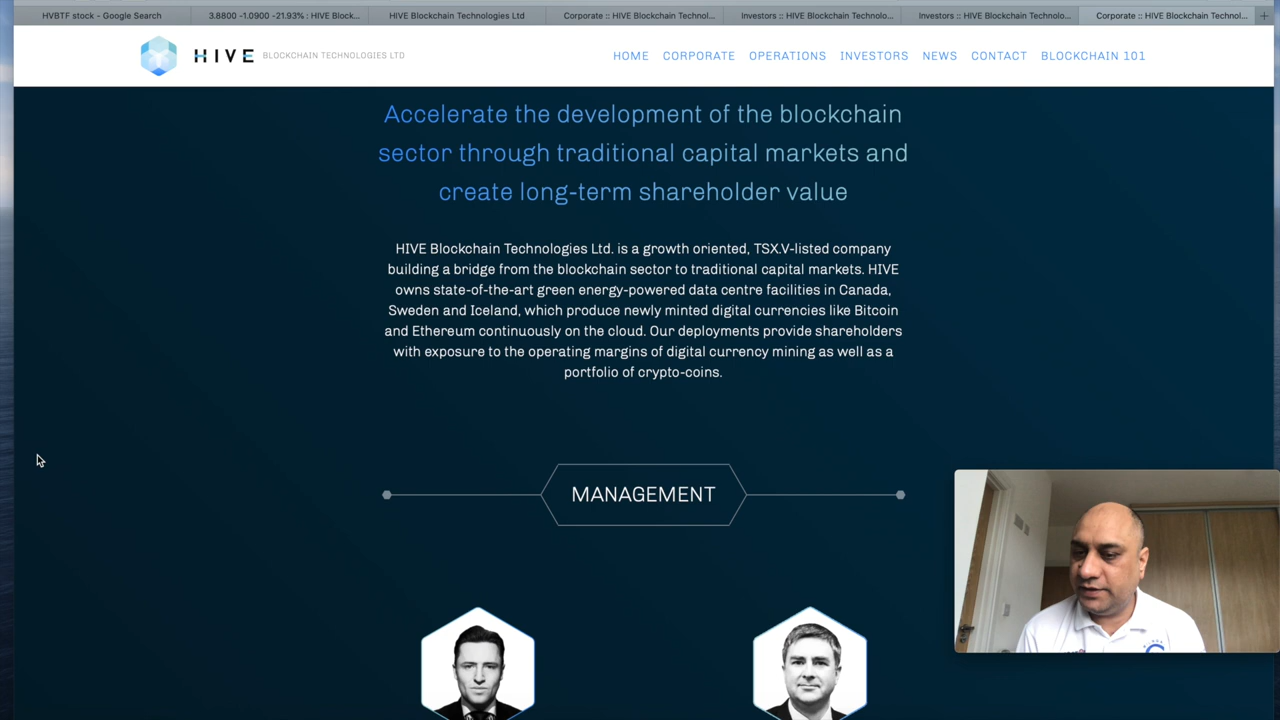 HVBTF stock - Google Search
3.8800 -1.0900 -21.93% : HIVE Block...
HIVE Blockchain Technologies Ltd
Corporate :: HIVE Blockchain Technol...
Investors :: HIVE Blockchain Technolo...
Investors :: HIVE Blockchain Technolo...
Corporate :: HIVE Blockchain Technol...
HIVE BLOCKCHAIN TECHNOLOGIES LTD
HOME CORPORATE OPERATIONS INVESTORS NEWS CONTACT BLOCKCHAIN 101
Accelerate the development of the blockchain
sector through traditional capital markets and
create long-term shareholder value
HIVE Blockchain Technologies Ltd. is a growth oriented, TSX.V-listed company
building a bridge from the blockchain sector to traditional capital markets. HIVE
owns state-of-the-art green energy-powered data centre facilities in Canada,
Sweden and Iceland, which produce newly minted digital currencies like Bitcoin
and Ethereum continuously on the cloud. Our deployments provide shareholders
with exposure to the operating margins of digital currency mining as well as a
portfolio of crypto-coins.
MANAGEMENT